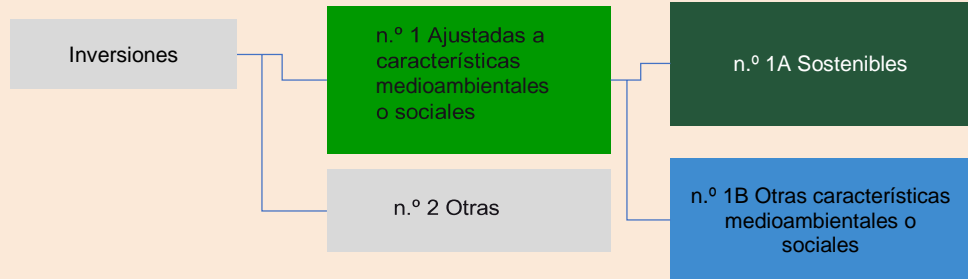 Inversiones
n.º 1 Ajustadas a
características
medioambientales
o sociales
n.º 2 Otras
n.º 1A Sostenibles
n.º 1B Otras características
medioambientales o
sociales